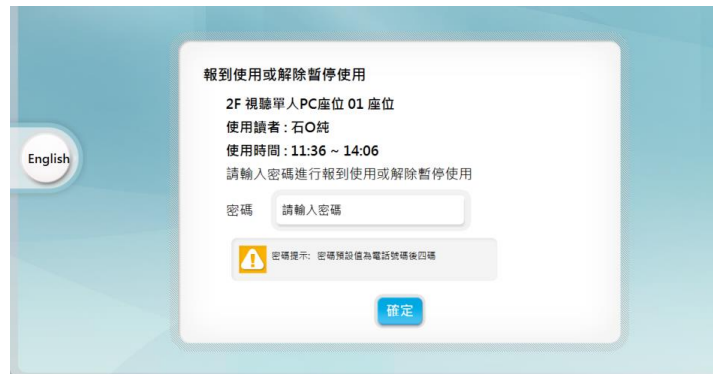 報到使用或解除暫停使用
2F 視聽單人PC座位 01 座位
使用讀者 : 石O純
使用時間 : 11:36 ~ 14:06
請輸入密碼進行報到使用或解除暫停使用
English
密碼 請輸入密碼
密碼提示: 密碼預設值為電話號碼後四碼
確定